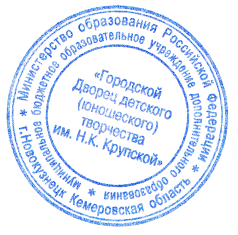 * Министерство образования Российской Федерации *
г.Новокузнецк Кемеровская область
* муниципальное бюджетное образовательное учреждение дополнительного образования
«Городской
Дворец детского
(юношеского)
творчества
им. Н.К. Крупской»